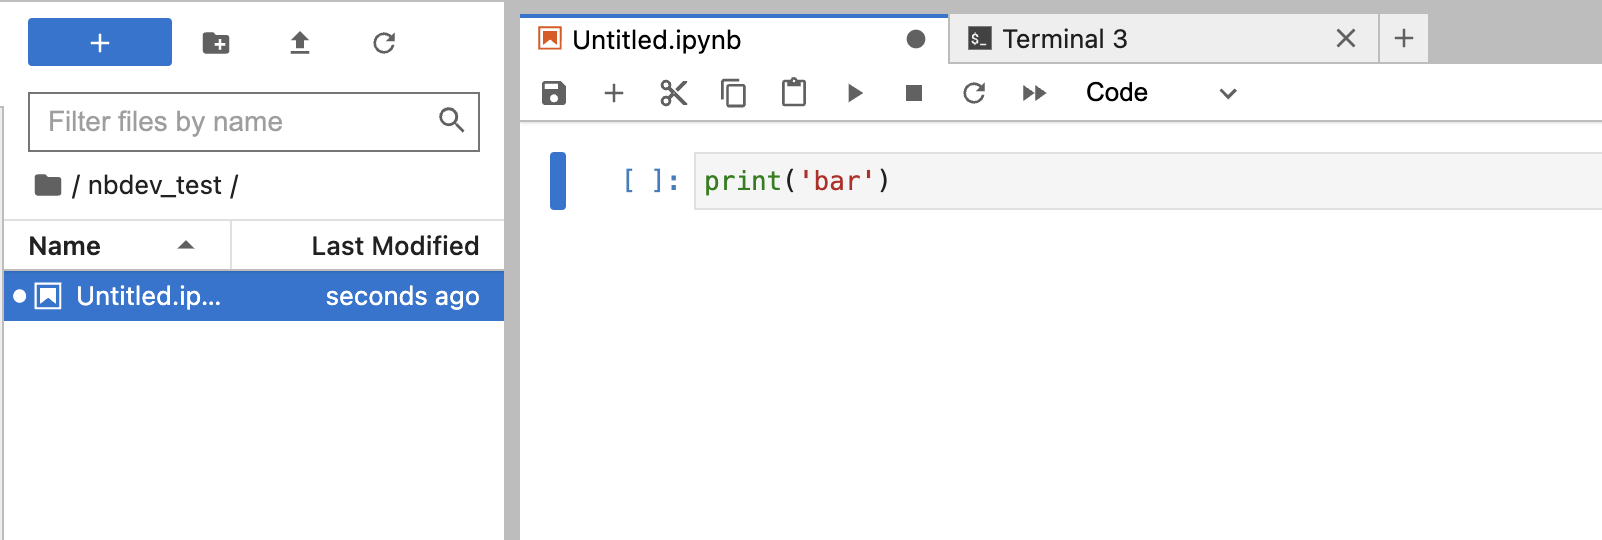 Filter files by name
/ nbdev_test /
Name Last Modified
Untitled.ip... seconds ago
Untitled.ipynb
$_ Terminal 3
Code
[ ]: print('bar')